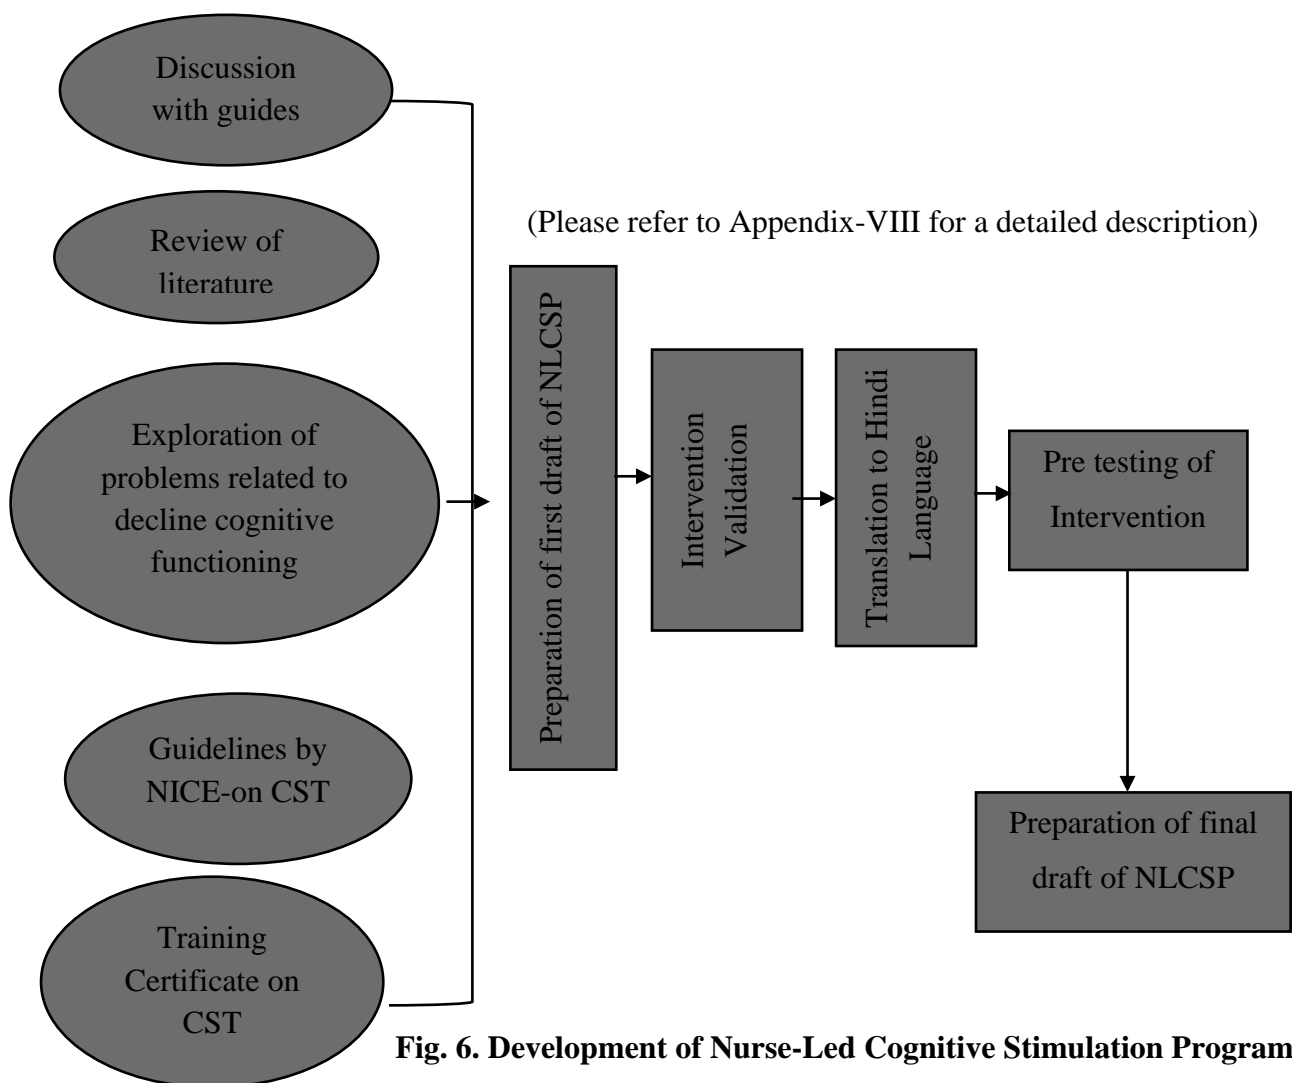 Discussion
with guides
Review of
literature
Exploration of
problems related to
decline cognitive
functioning
Guidelines by
NICE-on CST
Training
Certificate on
CST
(Please refer to Appendix-VIII for a detailed description)
Preparation of first draft of NLCSP
Intervention
Validation
Translation to Hindi
Language
Pre testing of
Intervention
Preparation of final
draft of NLCSP
Fig. 6. Development of Nurse-Led Cognitive Stimulation Program